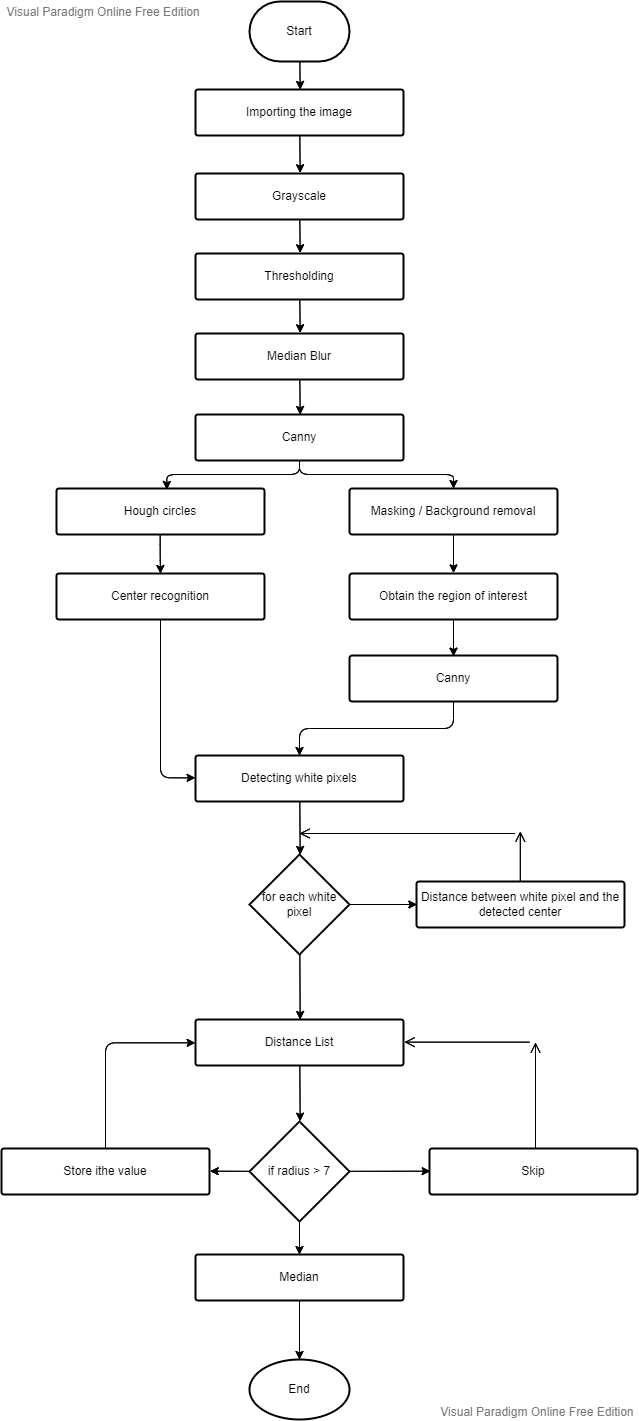 Visual Paradigm Online Free Edition
Start
Importing the image
Grayscale
Thresholding
Median Blur
Canny
Hough circles
Masking / Background removal
Center recognition
Obtain the region of interest
Canny
Detecting white pixels
for each white
pixel
Distance between white pixel and the
detected center
Distance List
Store ithe value
if radius > 7
Skip
Median
End
Visual Paradigm Online Free Edition